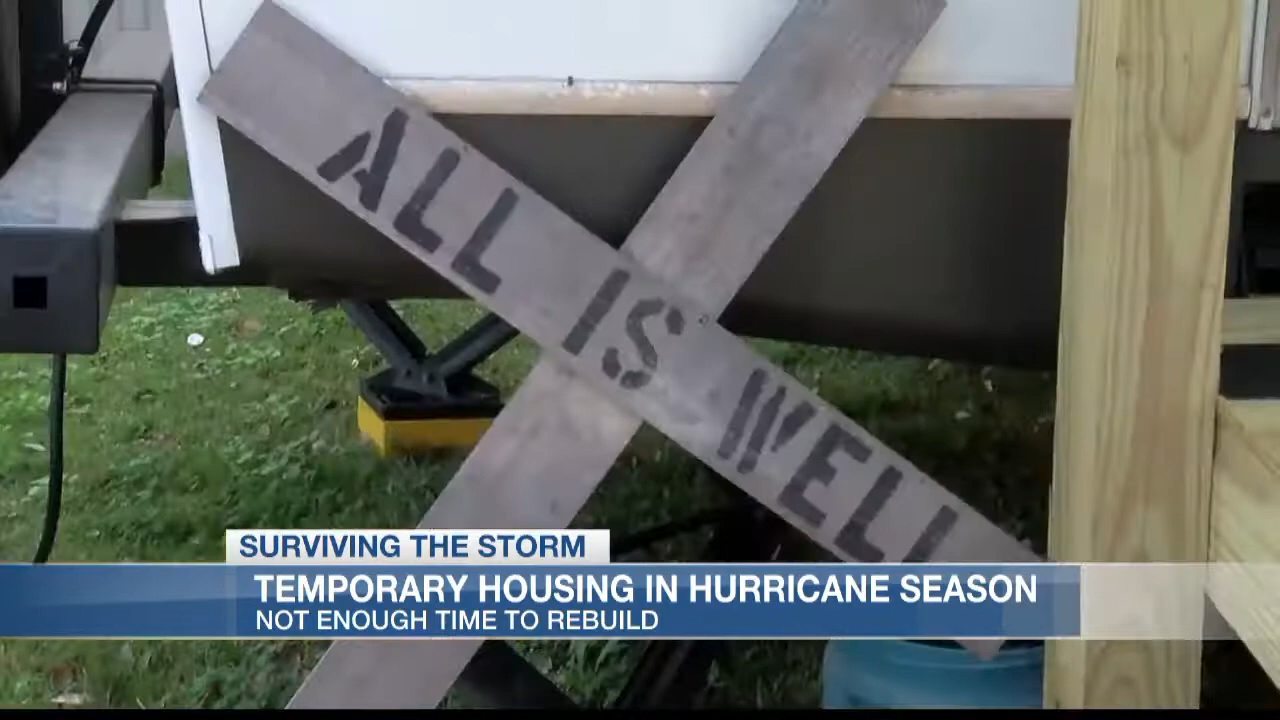 ALL IS WELL
SURVIVING THE STORM
TEMPORARY HOUSING IN HURRICANE SEASON
NOT ENOUGH TIME TO REBUILD